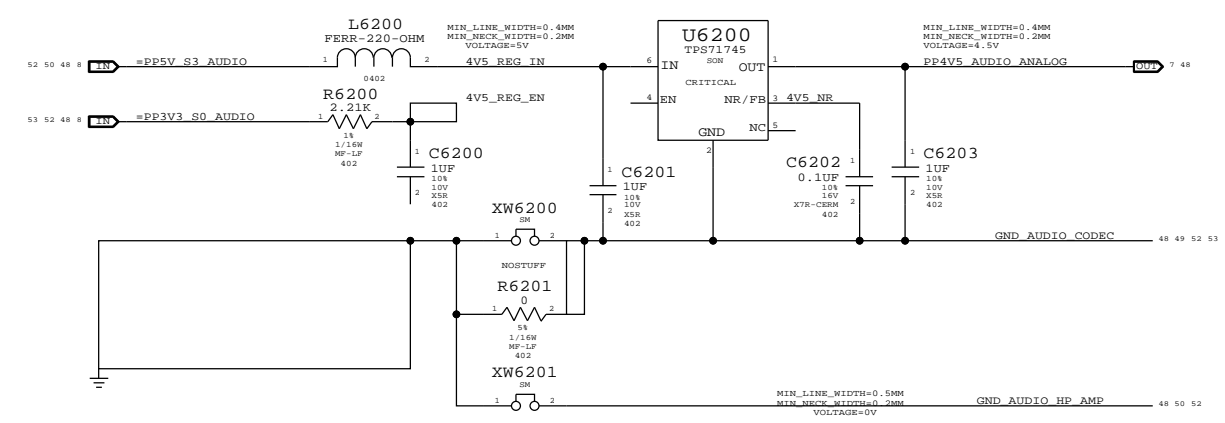 L6200
FERR-220-OHM
MIN_LINE_WIDTH=0.4MM
MIN_NECK_WIDTH=0.2MM
VOLTAGE=5V
U6200
TPS71745
SON
CRITICAL
MIN_LINE_WIDTH=0.4MM
MIN_NECK_WIDTH=0.2MM
VOLTAGE=4.5V
52 50 48 8 IN =PP5V_S3_AUDIO 1 2 4V5_REG_IN 6 IN OUT 1 PP4V5_AUDIO_ANALOG OUT 7 48
0402
R6200
2.21K
4V5_REG_EN 4 EN NR/FB 3 4V5_NR
53 52 48 8 IN =PP3V3_S0_AUDIO 1 2
1%
1/16W
MF-LF
402
NC 5
GND
2
1 C6200
1UF
10%
10V
X5R
402
2
1 C6201
1UF
10%
10V
X5R
402
2
C6202 1
0.1UF
10%
16V
X7R-CERM
402
2
1 C6203
1UF
10%
10V
X5R
402
2
XW6200
SM
1 2
GND_AUDIO_CODEC 48 49 52 53
NOSTUFF
R6201
0
1 2
5%
1/16W
MF-LF
402
XW6201
SM
1 2
MIN_LINE_WIDTH=0.5MM
MIN_NECK_WIDTH=0.2MM
VOLTAGE=0V
GND_AUDIO_HP_AMP 48 50 52